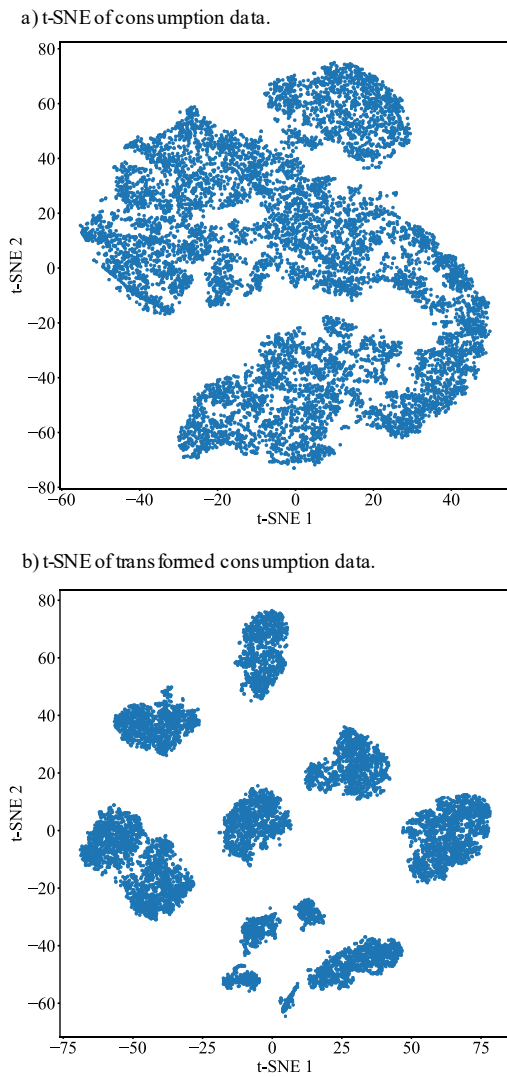 a) t-SNE of consumption data.
80
60
40
20
0
−20
−40
−60
−80
t-SNE 2
−60 −40 −20 0 20 40
t-SNE 1
b) t-SNE of transformed consumption data.
80
60
40
20
0
−20
−40
−60
t-SNE 2
−75 −50 −25 0 25 50 75
t-SNE 1